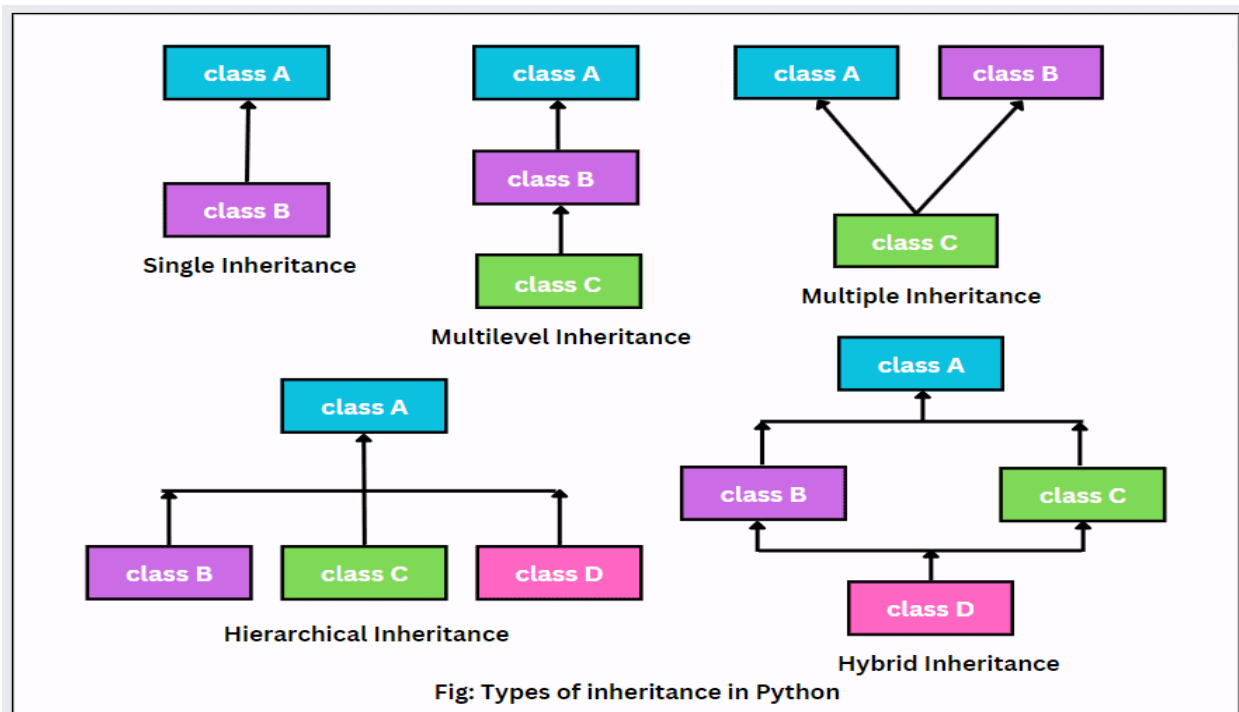 class A
class B
Single Inheritance
class A
class B
class C
Multilevel Inheritance
class A
class B
class C
Multiple Inheritance
class A
class B
class C
class D
Hierarchical Inheritance
class A
class B
class C
class D
Hybrid Inheritance
Fig: Types of inheritance in Python